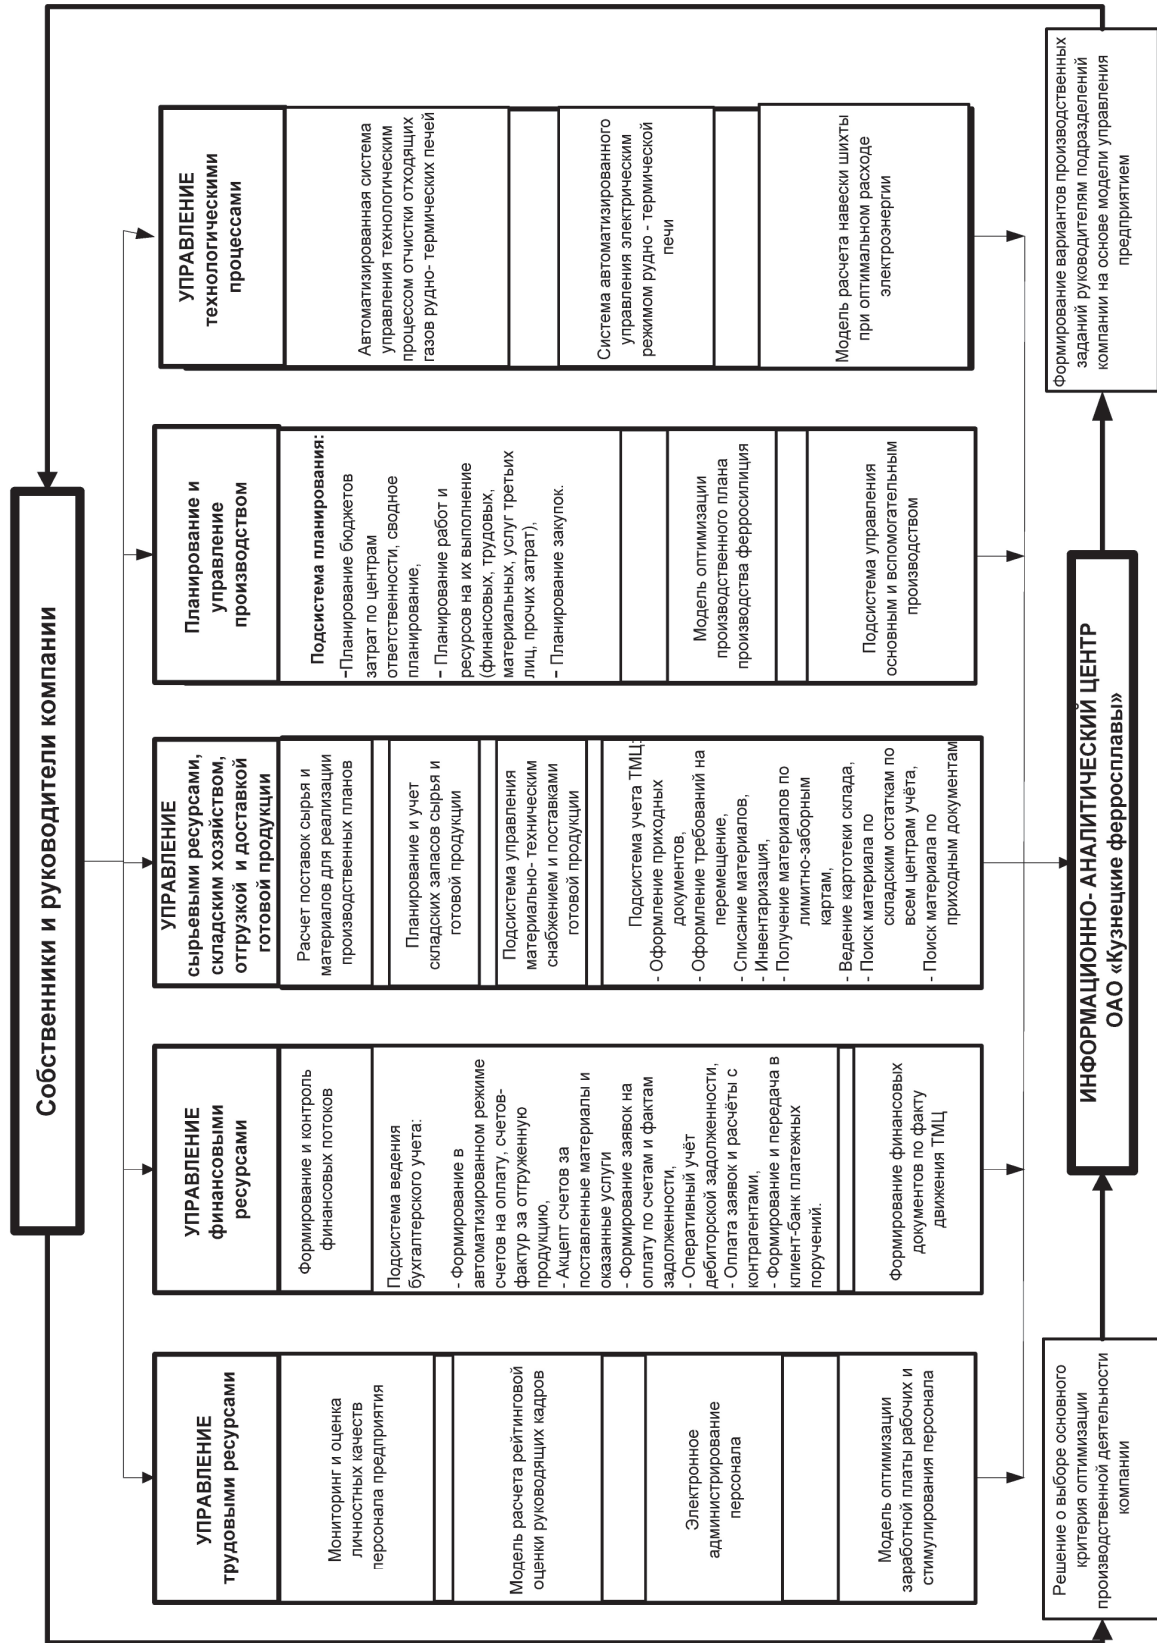 Собственники и руководители компании
УПРАВЛЕНИЕ
трудовыми ресурсами
Мониторинг и оценка
личностных качеств
персонала предприятия
Модель расчета рейтинговой
оценки руководящих кадров
Электронное
администрирование
персонала
Модель оптимизации
заработной платы рабочих и
стимулирования персонала
УПРАВЛЕНИЕ
финансовыми
ресурсами
Формирование и контроль
финансовых потоков
Подсистема ведения
бухгалтерского учета:
- Формирование в
автоматизированном режиме
счетов на оплату, счетов-
фактур за отгруженную
продукцию,
- Акцепт счетов за
поставленные материалы и
оказанные услуги
- Формирование заявок на
оплату по счетам и фактам
задолженности,
- Оперативный учёт
дебиторской задолженности,
- Оплата заявок и расчёты с
контрагентами,
- Формирование и передача в
клиент-банк платежных
поручений.
Формирование финансовых
документов по факту
движения ТМЦ
УПРАВЛЕНИЕ
сырьевыми ресурсами,
складским хозяйством,
отгрузкой и доставкой
готовой продукции
Расчет поставок сырья и
материалов для реализации
производственных планов
Планирование и учет
складских запасов сырья и
готовой продукции
Подсистема управления
материально- техническим
снабжением и поставками
готовой продукции
Подсистема учета ТМЦ:
- Оформление приходных
документов,
- Оформление требований на
перемещение,
- Списание материалов,
- Инвентаризация,
- Получение материалов по
лимитно-заборным
картам,
- Ведение картотеки склада,
- Поиск материала по
складским остаткам по
всем центрам учёта,
- Поиск материала по
приходным документам
Планирование и
управление
производством
Подсистема планирования:
–Планирование бюджетов
затрат по центрам
ответственности, сводное
планирование,
– Планирование работ и
ресурсов на их выполнение
(финансовых, трудовых,
материальных, услуг третьих
лиц, прочих затрат),
– Планирование закупок.
Модель оптимизации
производственного плана
производства ферросилиция
Подсистема управления
основным и вспомогательным
производством
УПРАВЛЕНИЕ
технологическими
процессами
Автоматизированная система
управления технологическим
процессом отчистки отходящих
газов рудно- термических печей
Система автоматизированного
управления электрическим
режимом рудно - термической
печи
Модель расчета навески шихты
при оптимальном расходе
электроэнергии
Решение о выборе основного
критерия оптимизации
производственной деятельности
компании
ИНФОРМАЦИОННО- АНАЛИТИЧЕСКИЙ ЦЕНТР
ОАО «Кузнецкие ферросплавы»
Формирование вариантов производственных
заданий руководителям подразделений
компании на основе модели управления
предприятием